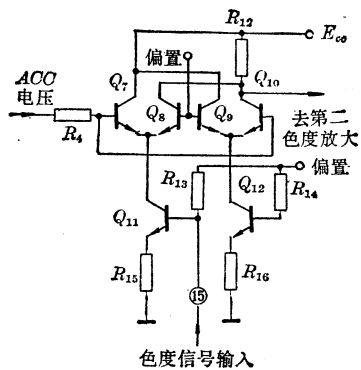 R₁₂
E꜀꜀
偏置
Q₇
Q₁₀
ACC
电压
Q₈
Q₉
R₄
去第二
色度放大
偏置
R₁₃
Q₁₂
R₁₄
Q₁₁
R₁₅
⑮
R₁₆
色度信号输入